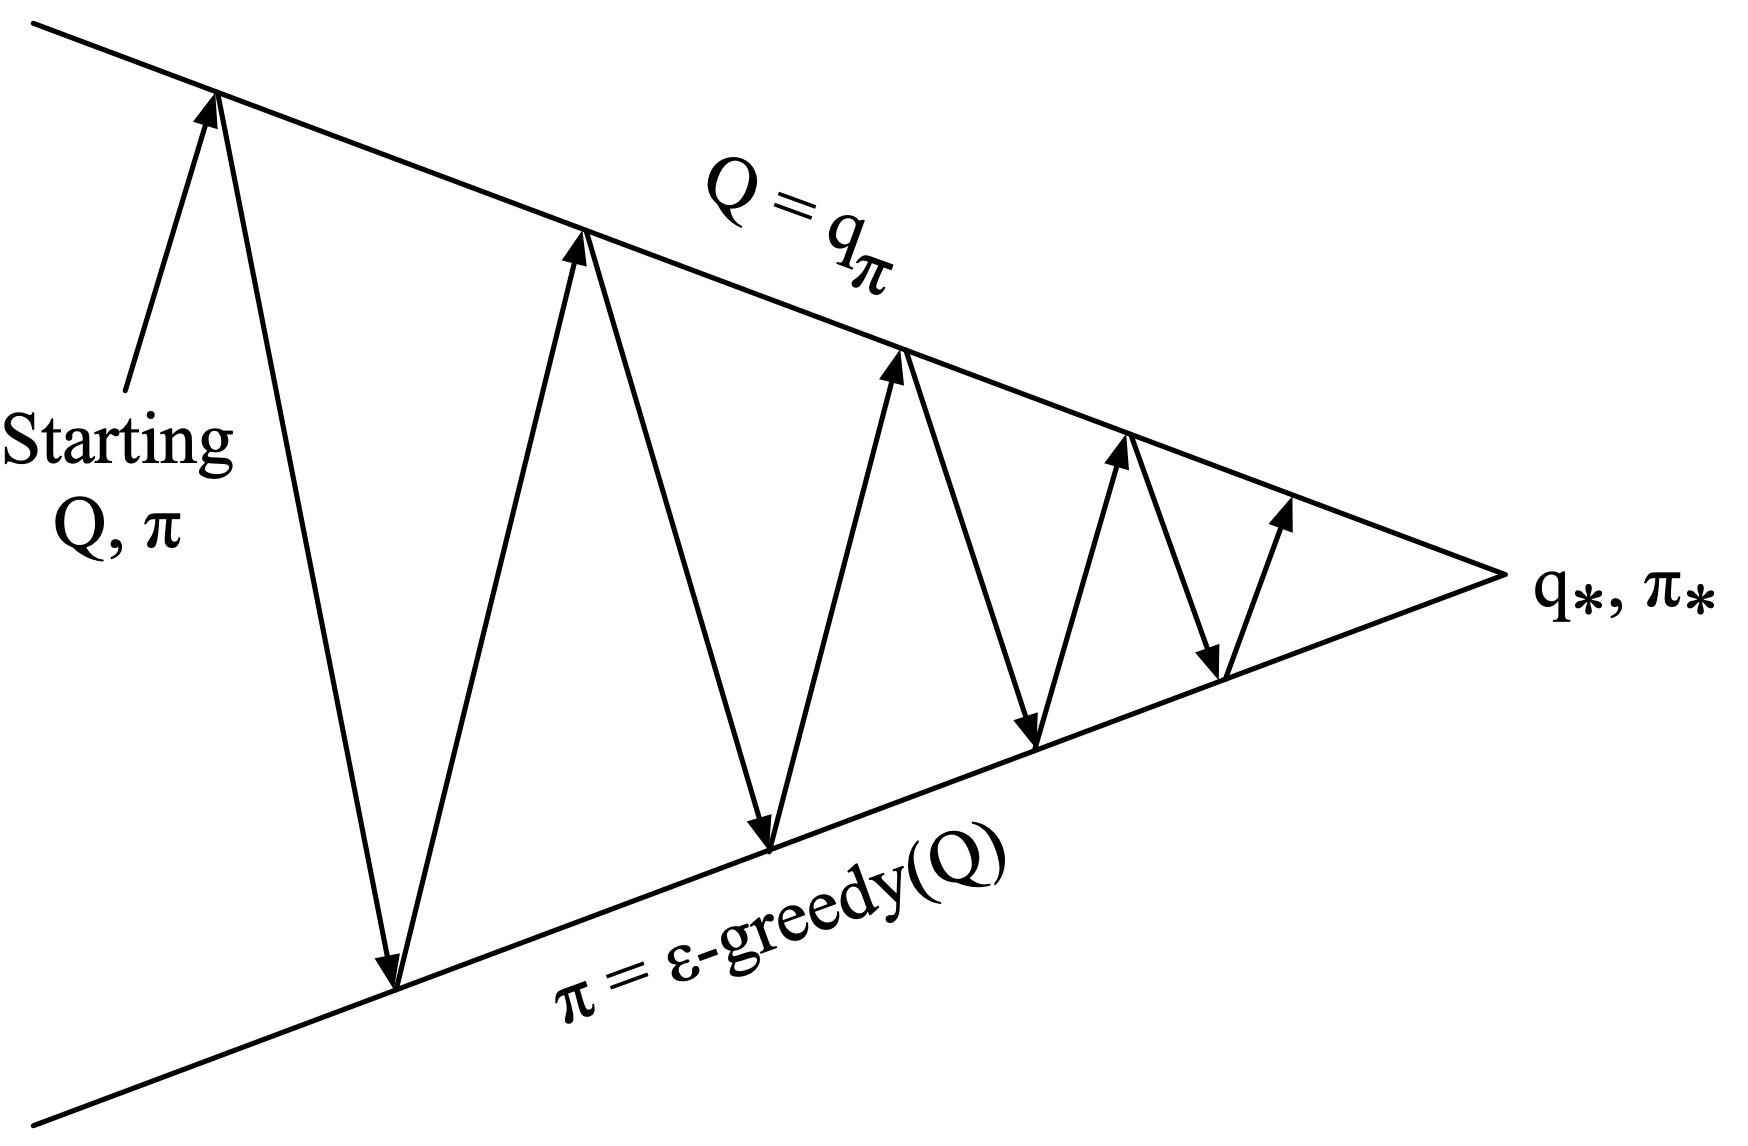 Q = qπ
Starting
Q, π
q*, π*
π = ε-greedy(Q)